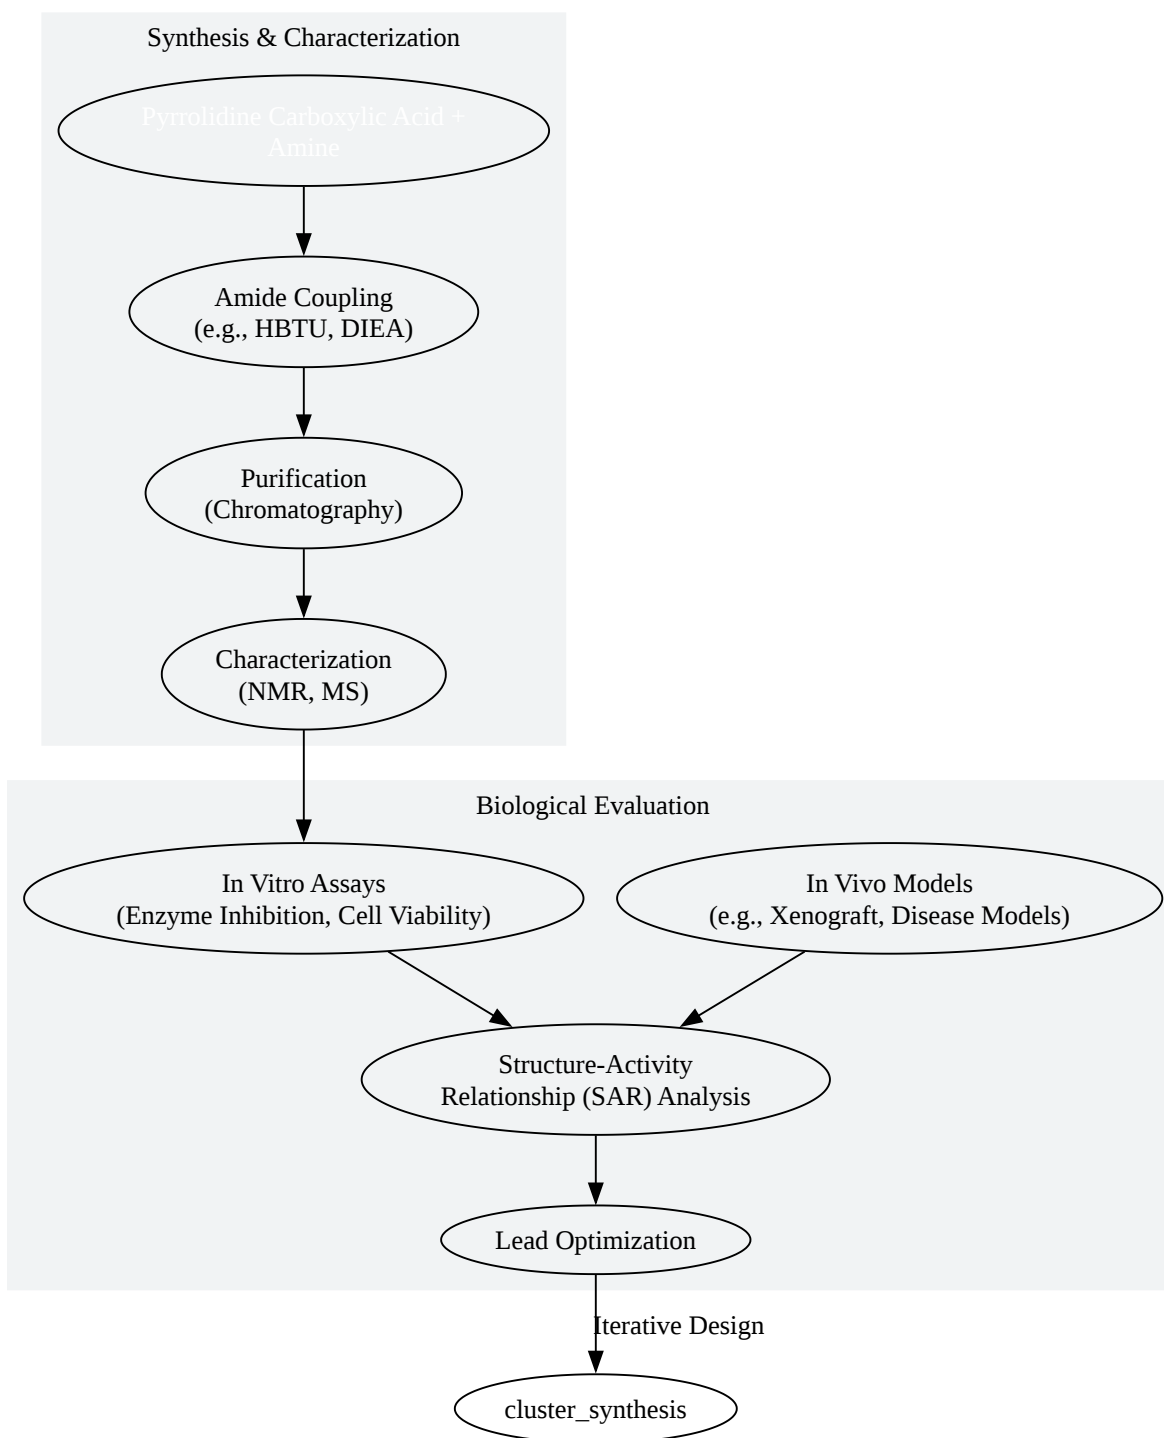 Synthesis & Characterization
Pyrrolidine Carboxylic Acid +
Amine
Amide Coupling
(e.g., HBTU, DIEA)
Purification
(Chromatography)
Characterization
(NMR, MS)
Biological Evaluation
In Vitro Assays
(Enzyme Inhibition, Cell Viability)
In Vivo Models
(e.g., Xenograft, Disease Models)
Structure-Activity
Relationship (SAR) Analysis
Lead Optimization
Iterative Design
cluster_synthesis